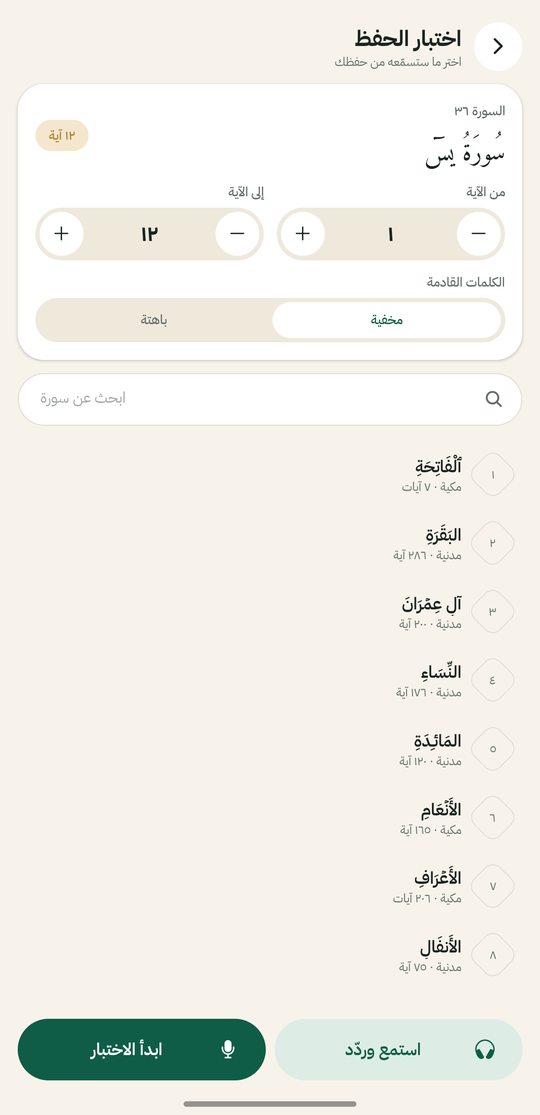 اختبار الحفظ
اختر ما ستسمّعه من حفظك
السورة ٣٦
سُورَةُ يسٓ
١٢ آية
من الآية
إلى الآية
١
١٢
الكلمات القادمة
مخفية
باهتة
ابحث عن سورة
١
ٱلْفَاتِحَةِ
مكية · ٧ آيات
٢
البَقَرَةِ
مدنية · ٢٨٦ آية
٣
آلِ عِمۡرَانَ
مدنية · ٢٠٠ آية
٤
النِّسَاءِ
مدنية · ١٧٦ آية
٥
المَائـِدَةِ
مدنية · ١٢٠ آية
٦
الأَنۡعَامِ
مكية · ١٦٥ آية
٧
الأَعۡرَافِ
مكية · ٢٠٦ آيات
٨
الأَنفَالِ
مدنية · ٧٥ آية
استمع وردّد
ابدأ الاختبار